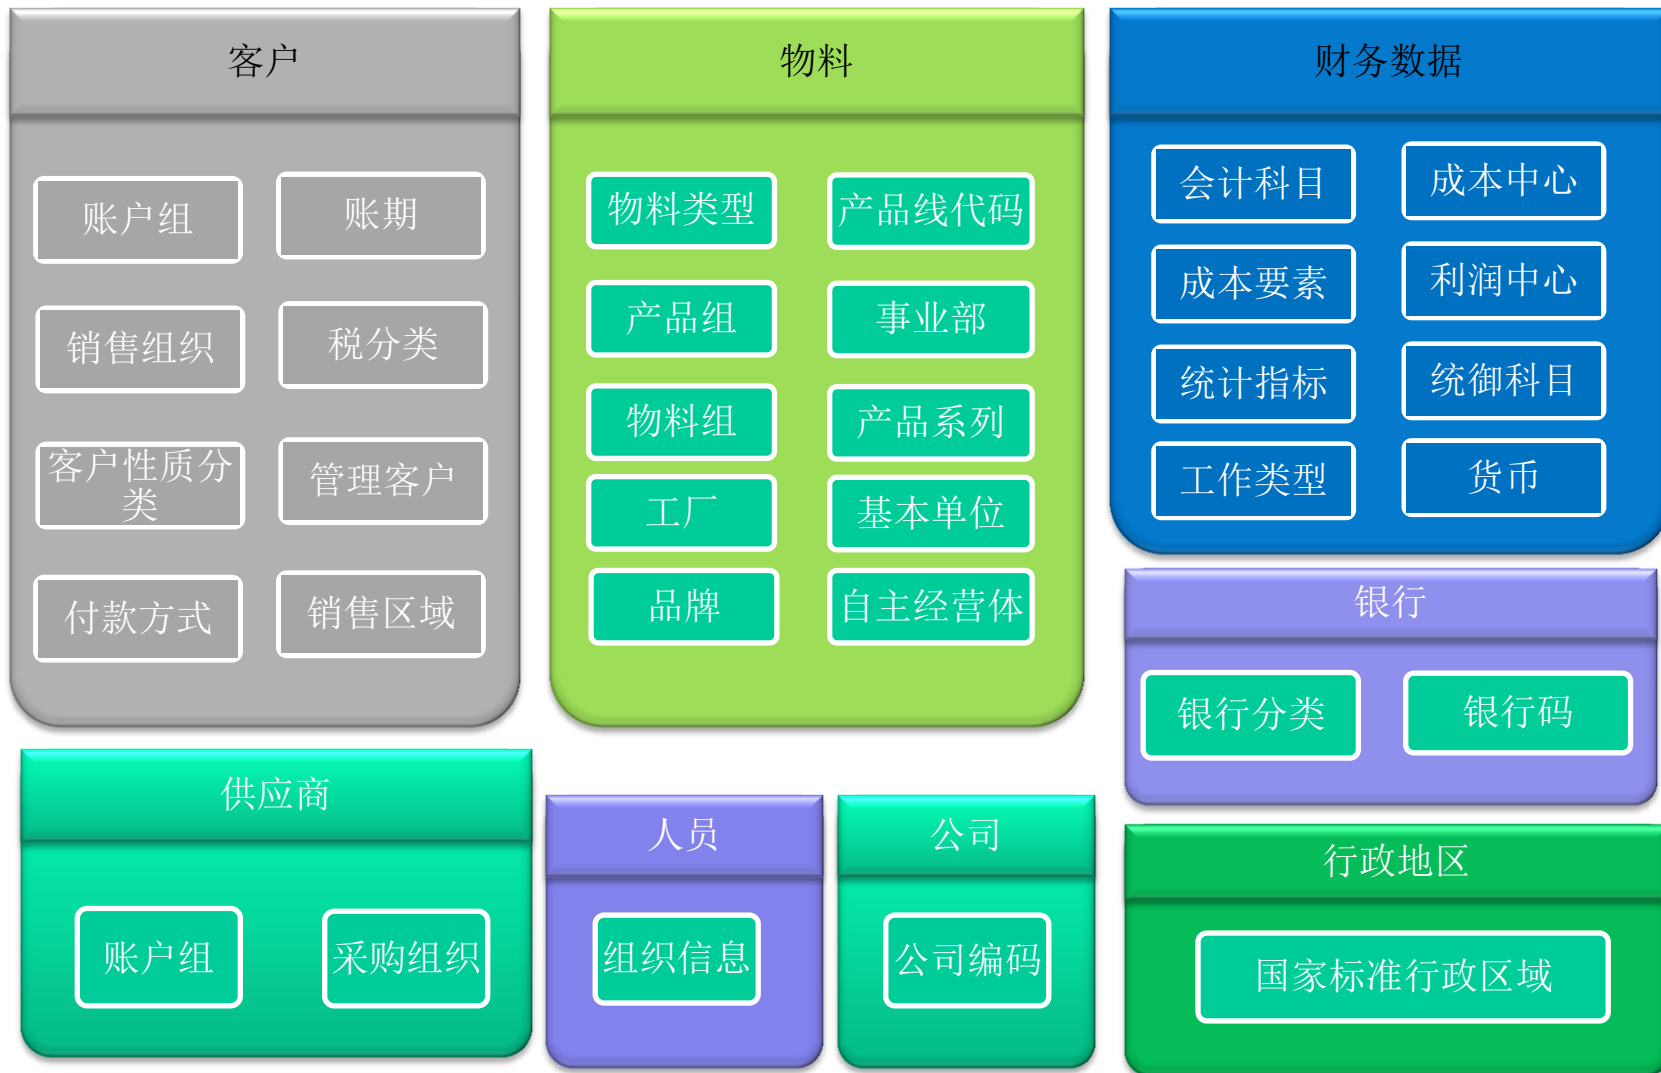 客户
账户组
账期
销售组织
税分类
客户性质分
类
管理客户
付款方式
销售区域
物料
物料类型
产品线代码
产品组
事业部
物料组
产品系列
工厂
基本单位
品牌
自主经营体
财务数据
会计科目
成本中心
成本要素
利润中心
统计指标
统御科目
工作类型
货币
银行
银行分类
银行码
供应商
账户组
采购组织
人员
组织信息
公司
公司编码
行政地区
国家标准行政区域